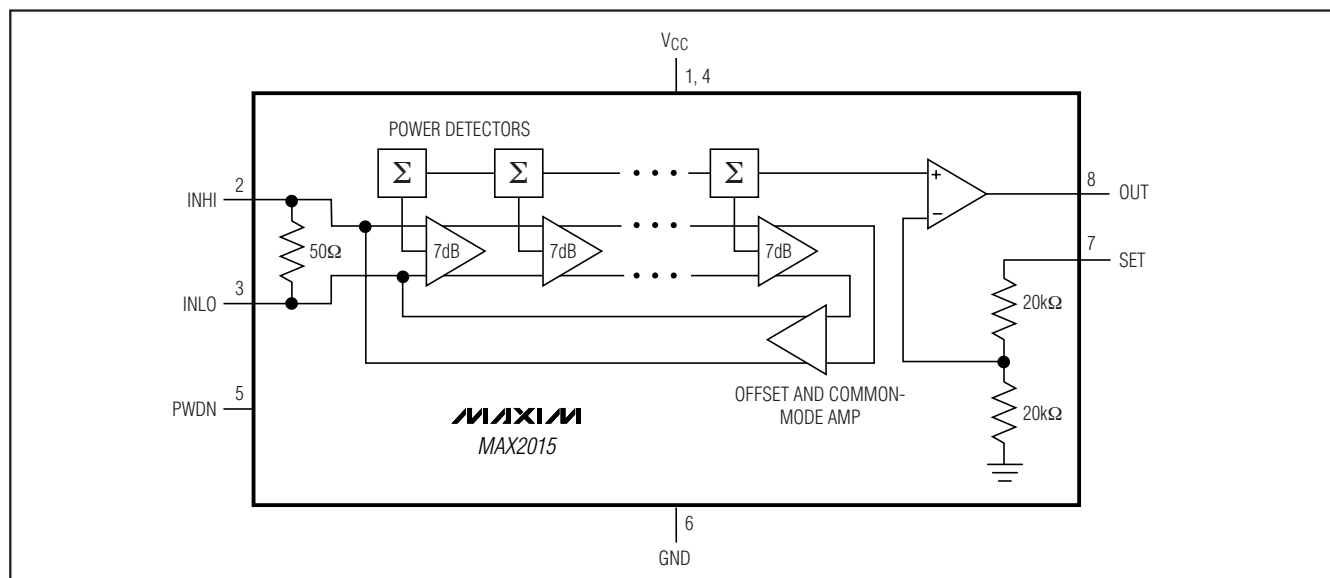 VCC
1, 4
POWER DETECTORS
Σ Σ • • • Σ
2
INHI
8
OUT
+
−
• • •
7dB 7dB 7dB
50Ω
7
SET
• • •
3
INLO
20kΩ
5
PWDN
OFFSET AND COMMON-
MODE AMP
20kΩ
MAXIM
MAX2015
6
GND